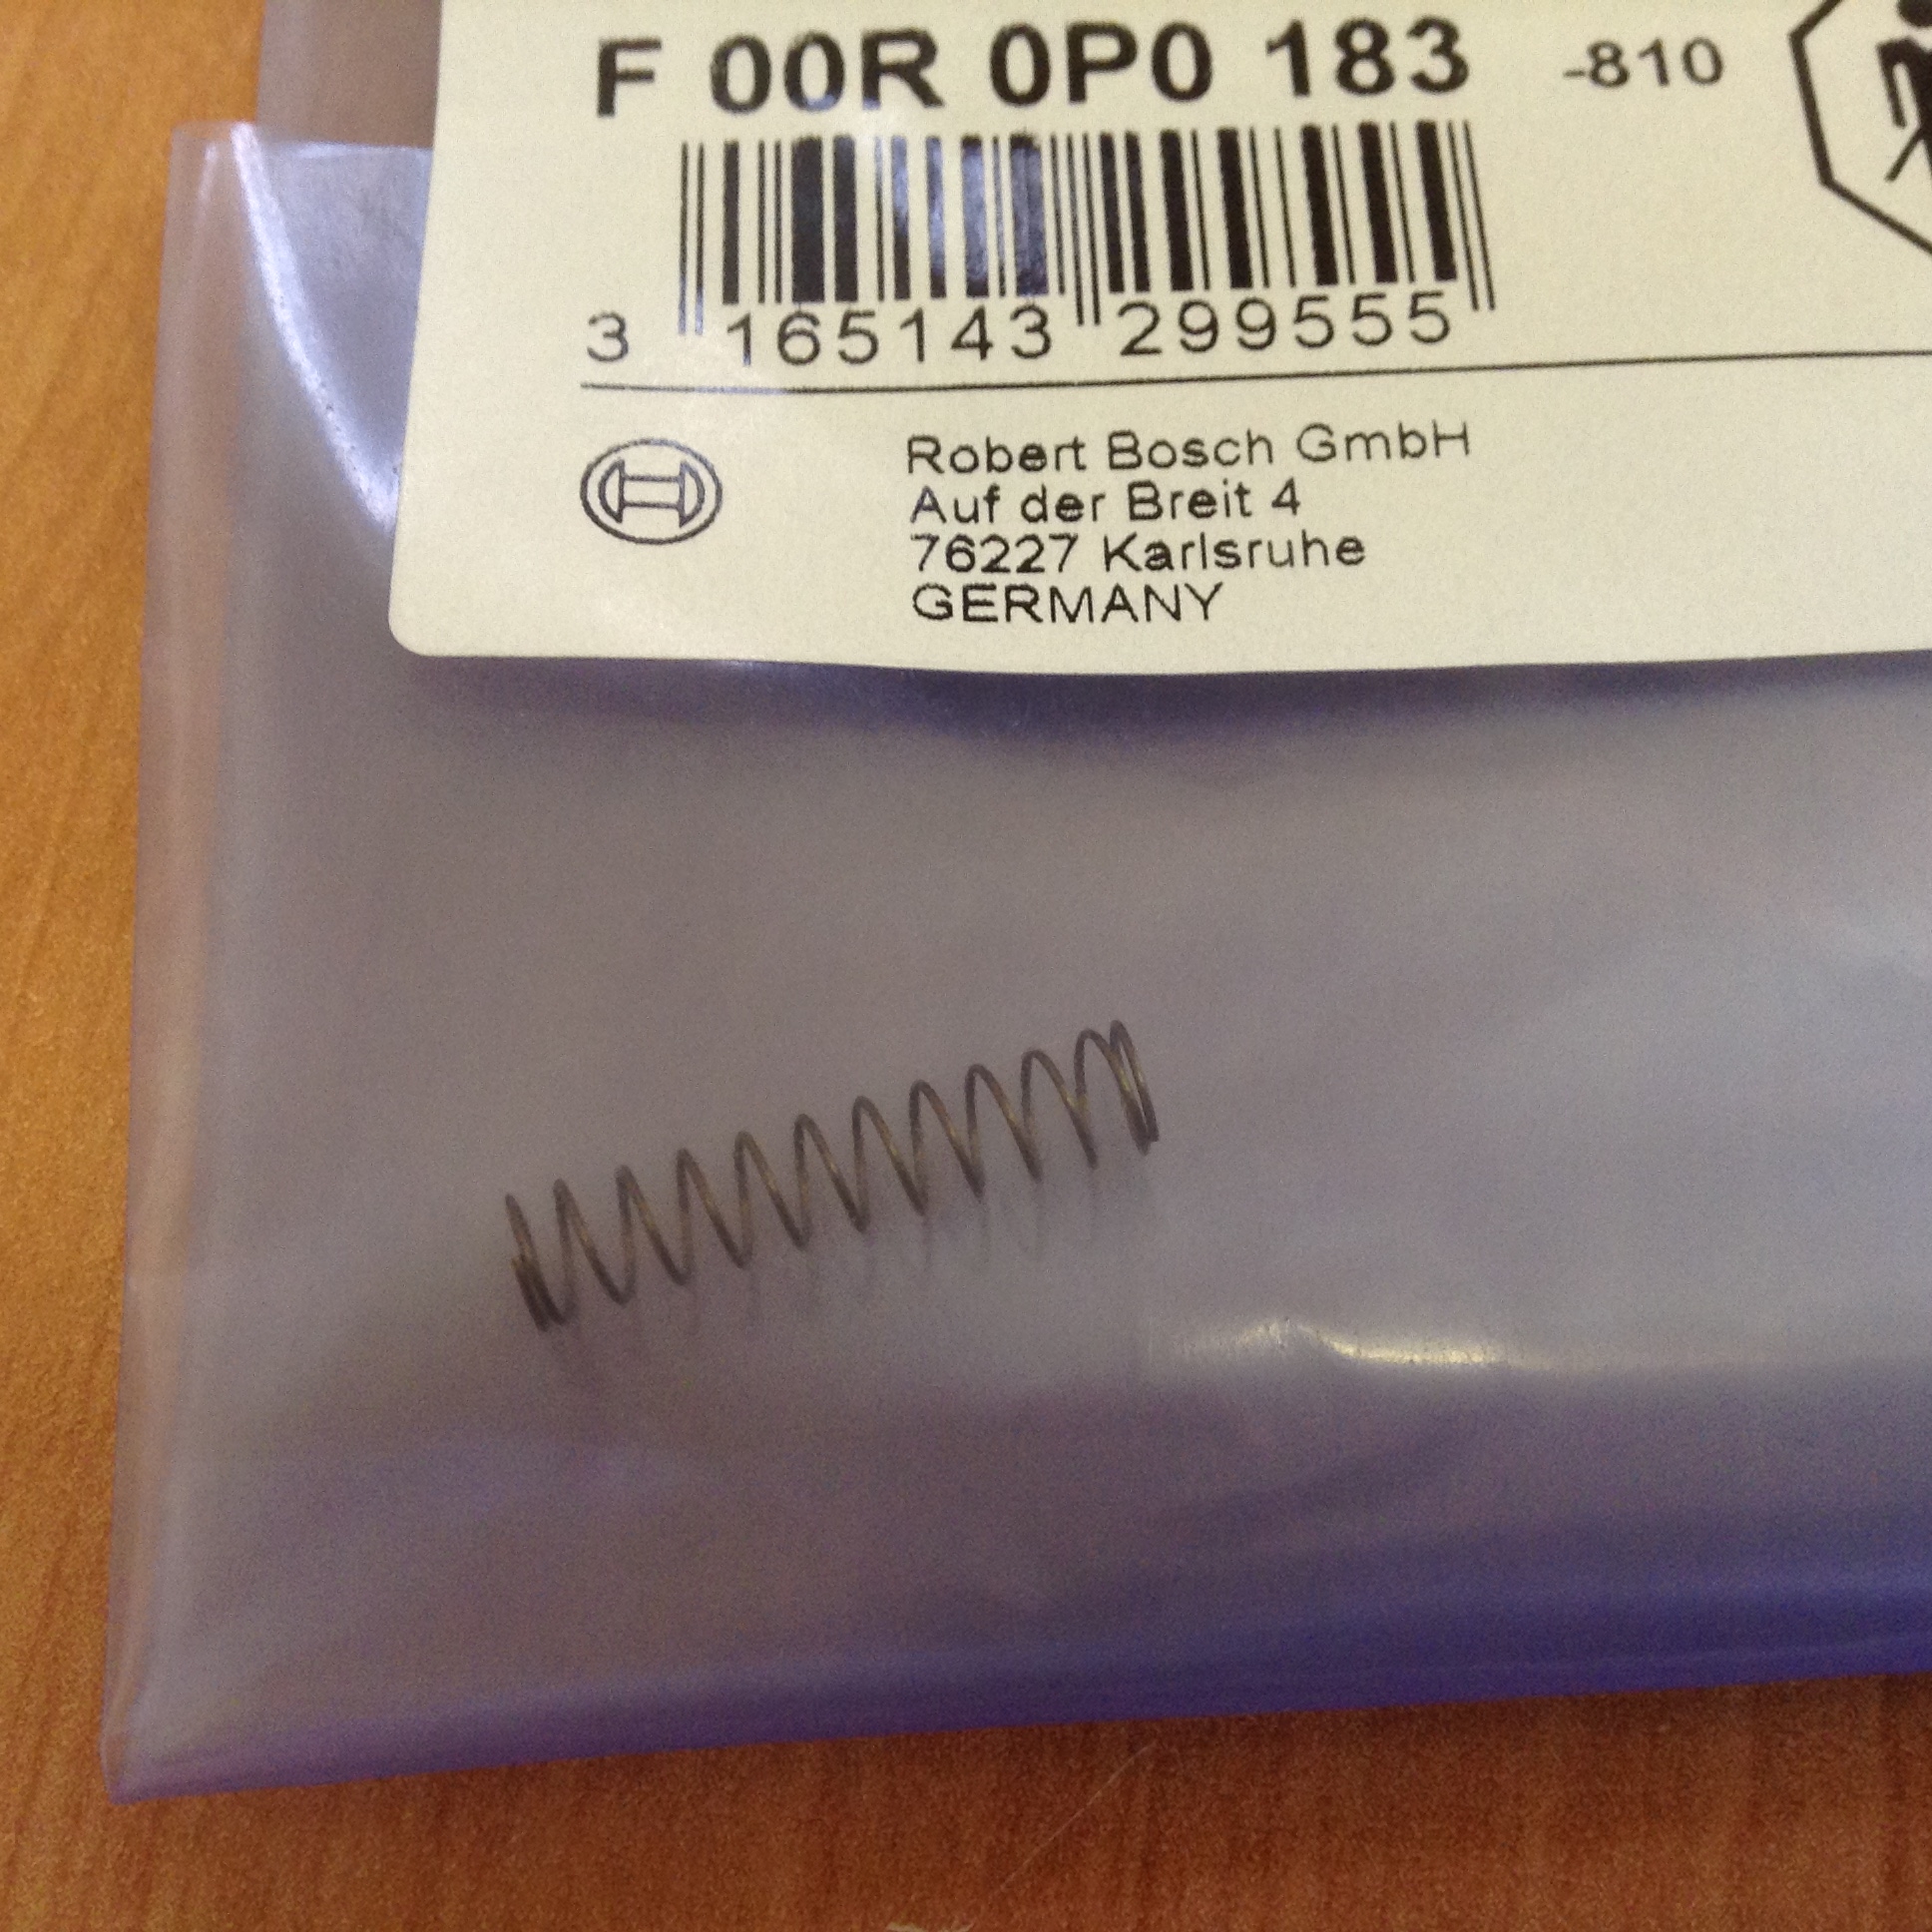 F 00R 0P0 183 -810
3 165143 299555
Robert Bosch GmbH
Auf der Breit 4
76227 Karlsruhe
GERMANY